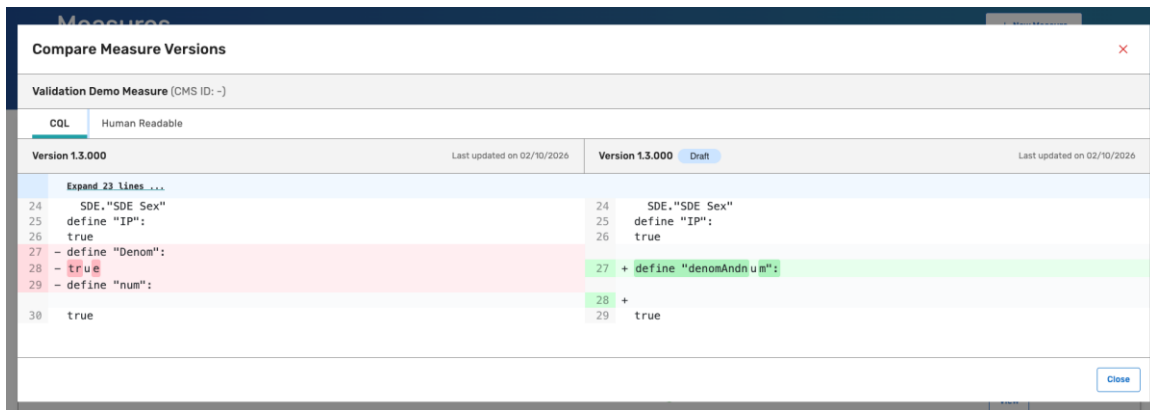 Measures
+ New Measure
Compare Measure Versions
×
Validation Demo Measure (CMS ID: -)
CQL Human Readable
Version 1.3.000 Last updated on 02/10/2026
Expand 23 lines ...
24 SDE."SDE Sex"
25 define "IP":
26 true
27 - define "Denom":
28 - true
29 - define "num":
30 true
Version 1.3.000 Draft Last updated on 02/10/2026
24 SDE."SDE Sex"
25 define "IP":
26 true
27 + define "denomAndnum":
28 +
29 true
Close